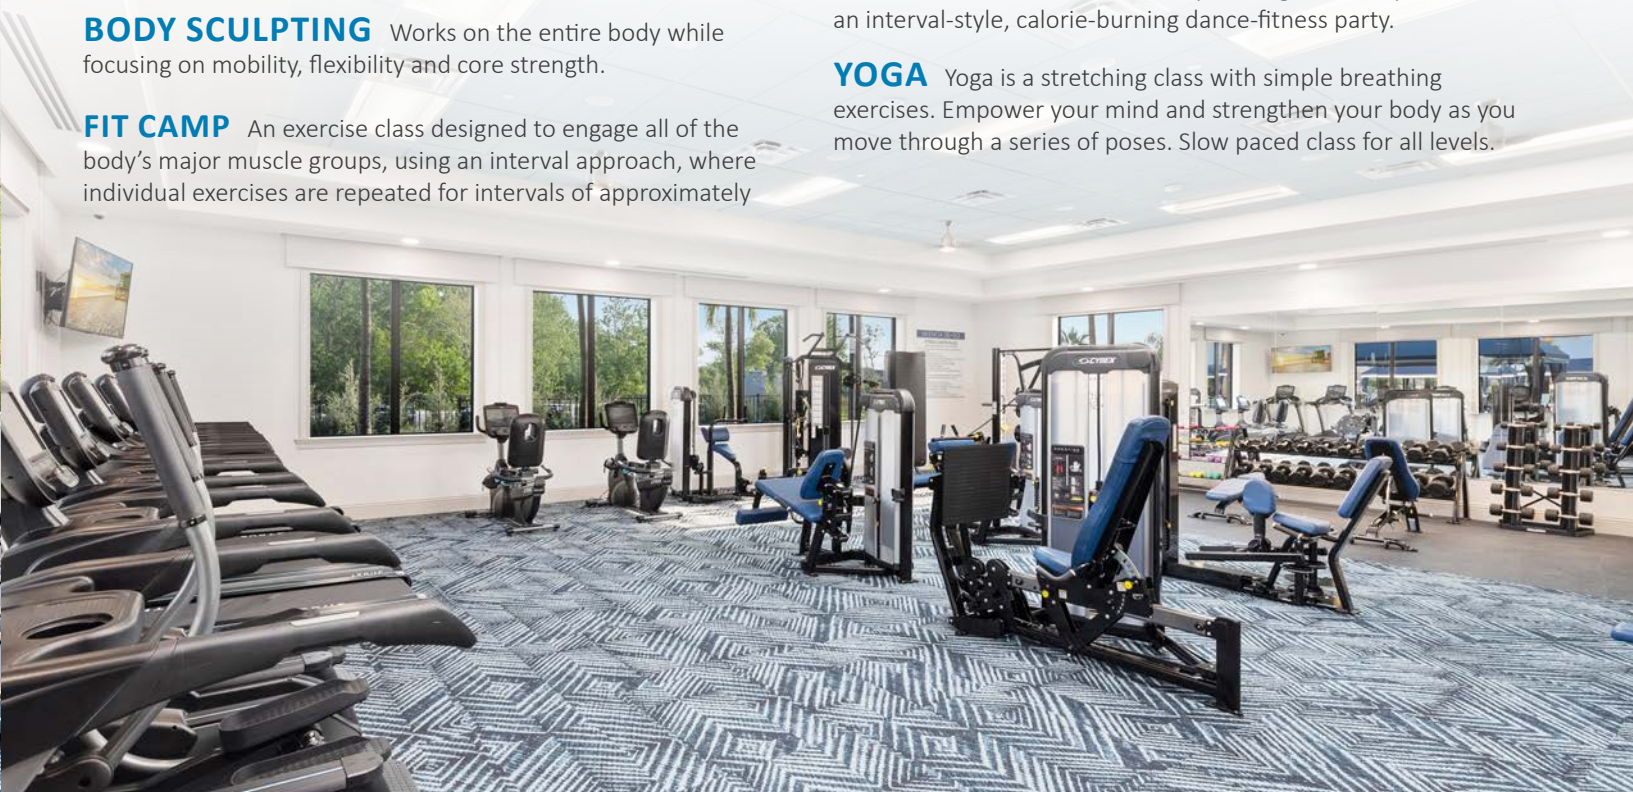 BODY SCULPTING Works on the entire body while
focusing on mobility, flexibility and core strength.
FIT CAMP An exercise class designed to engage all of the
body's major muscle groups, using an interval approach, where
individual exercises are repeated for intervals of approximately
an interval-style, calorie-burning dance-fitness party.
YOGA Yoga is a stretching class with simple breathing
exercises. Empower your mind and strengthen your body as you
move through a series of poses. Slow paced class for all levels.
CYBEX
CYBEX